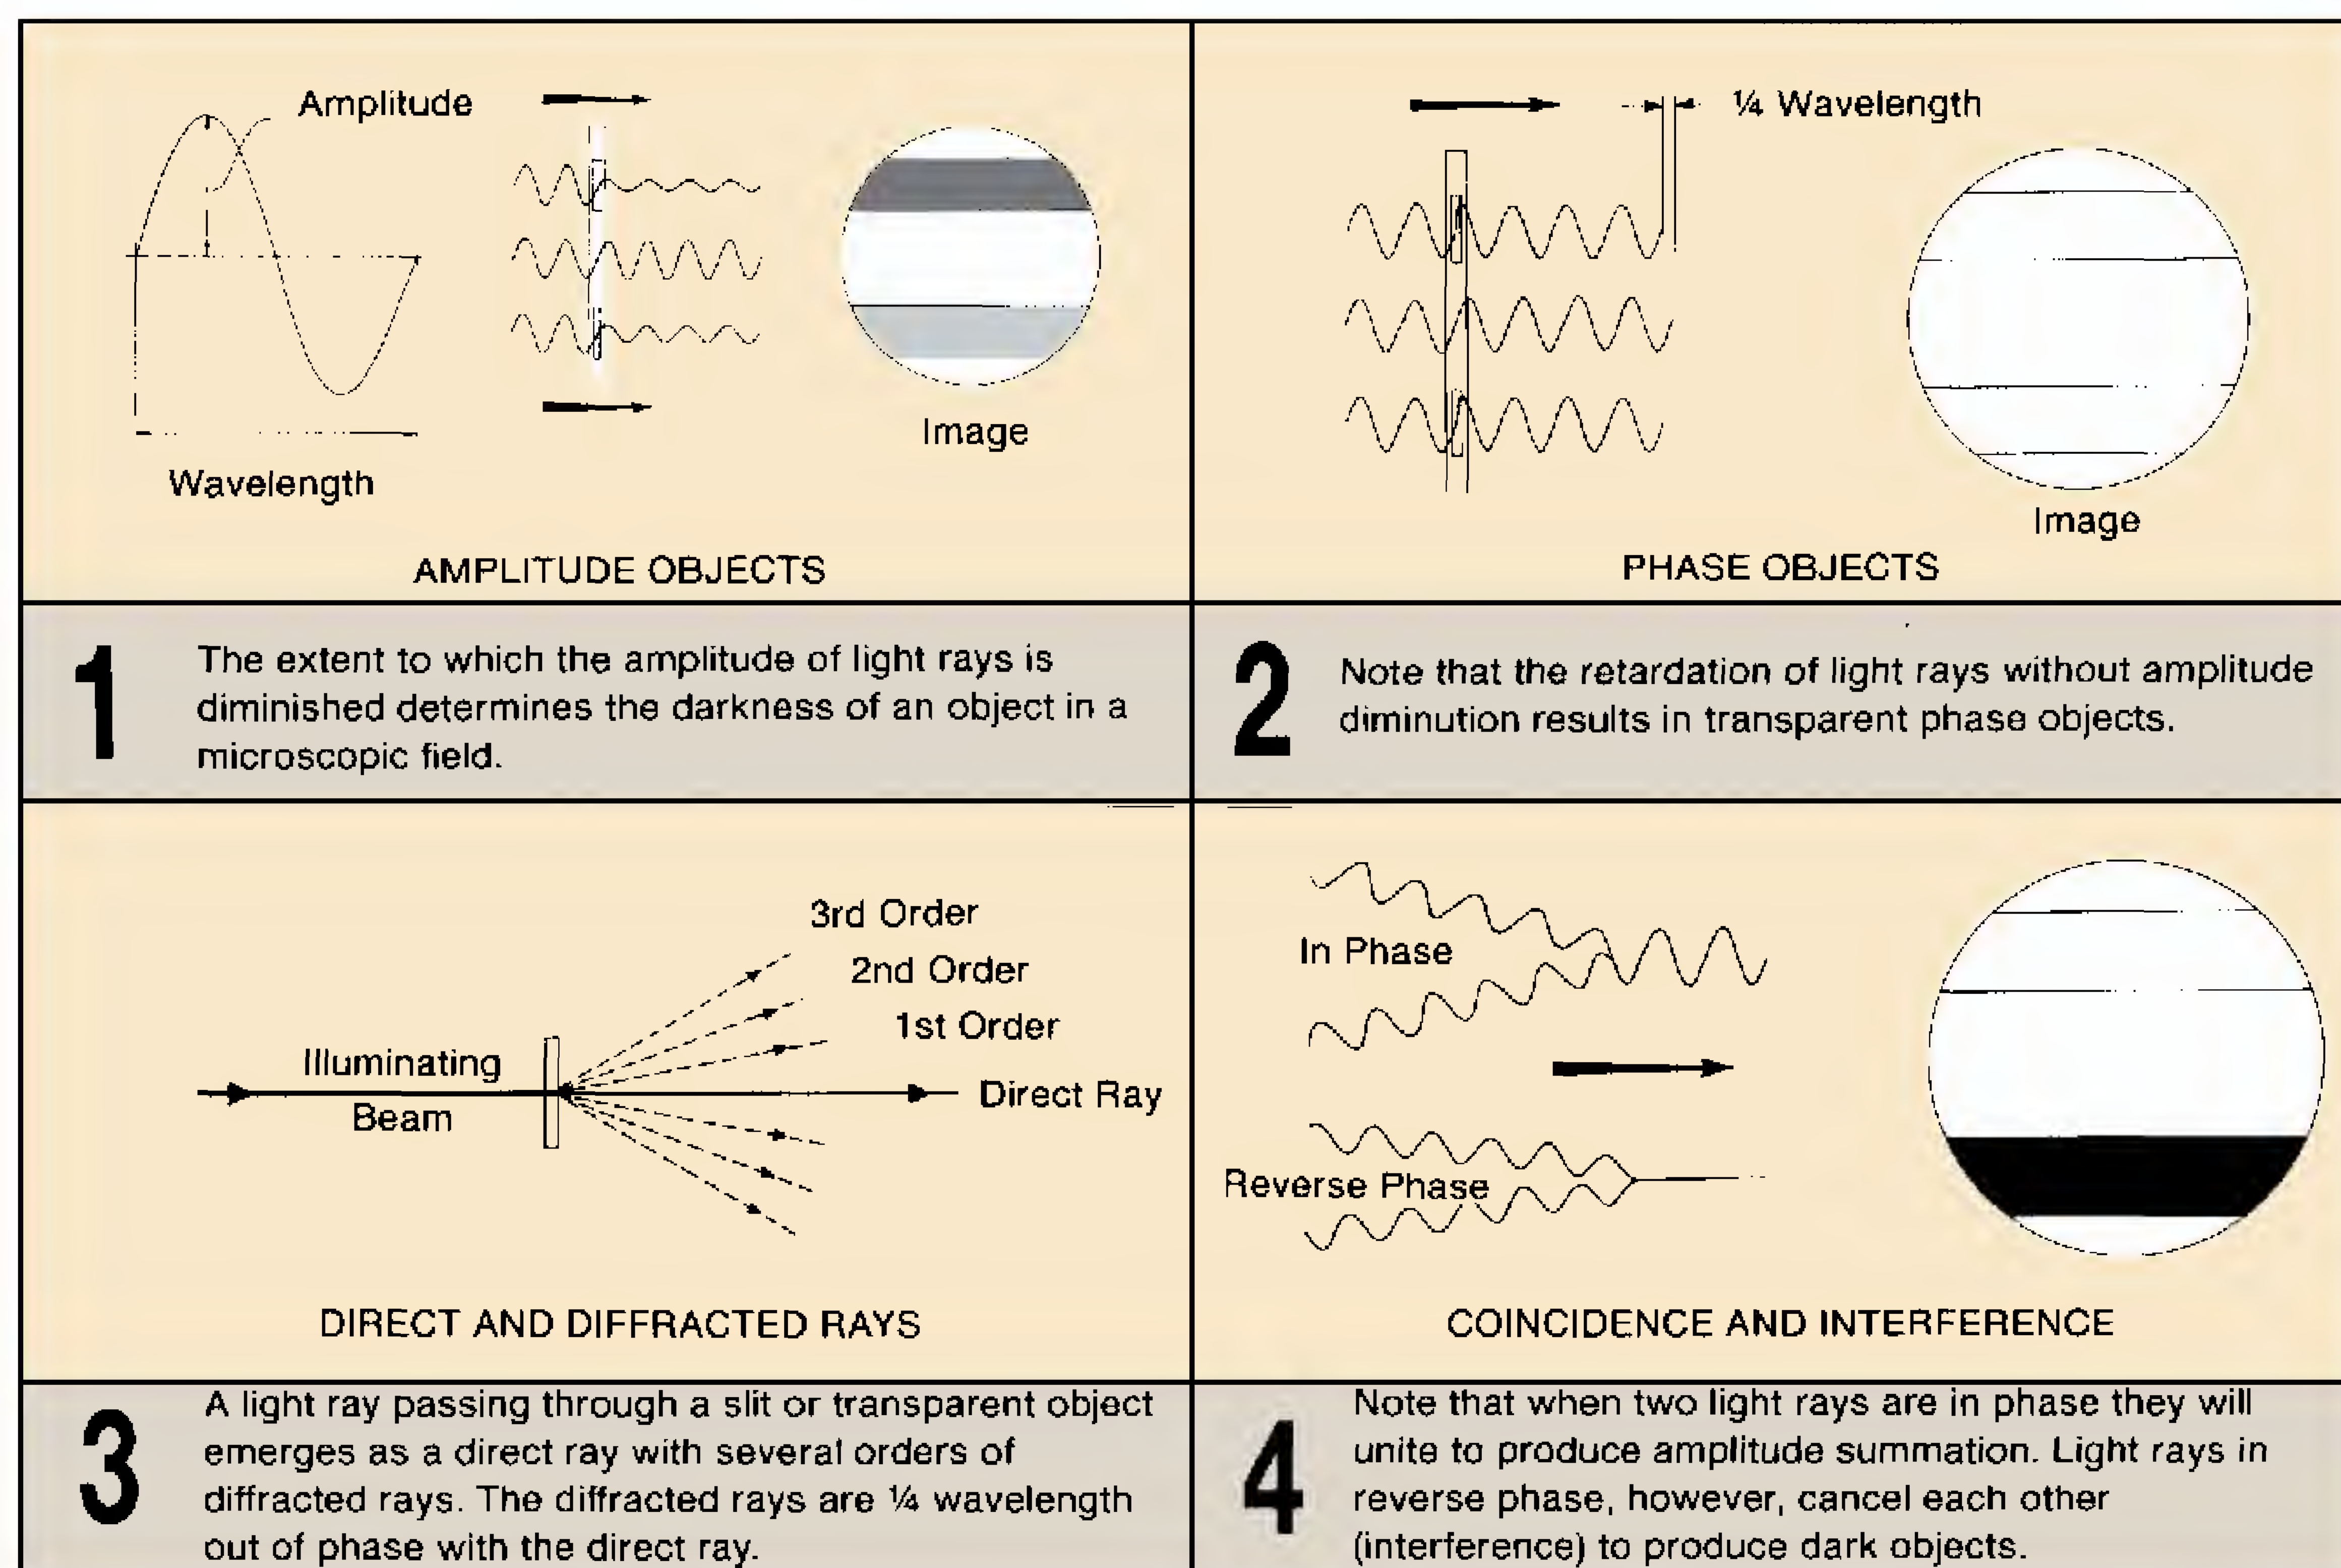 Amplitude
Wavelength
Image
AMPLITUDE OBJECTS
¼ Wavelength
Image
PHASE OBJECTS
1
The extent to which the amplitude of light rays is
diminished determines the darkness of an object in a
microscopic field.
2
Note that the retardation of light rays without amplitude
diminution results in transparent phase objects.
3rd Order
2nd Order
1st Order
Illuminating
Beam
Direct Ray
DIRECT AND DIFFRACTED RAYS
In Phase
Reverse Phase
COINCIDENCE AND INTERFERENCE
3
A light ray passing through a slit or transparent object
emerges as a direct ray with several orders of
diffracted rays. The diffracted rays are ¼ wavelength
out of phase with the direct ray.
4
Note that when two light rays are in phase they will
unite to produce amplitude summation. Light rays in
reverse phase, however, cancel each other
(interference) to produce dark objects.